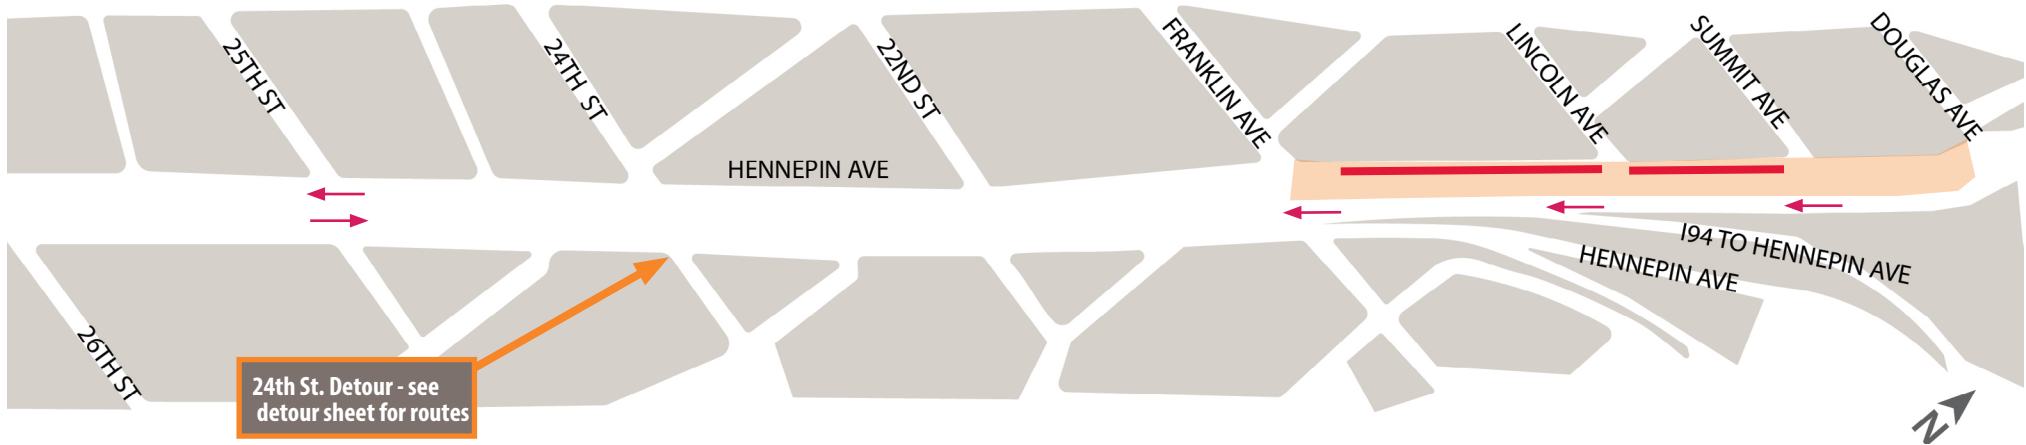 25TH ST
24TH ST
22ND ST
FRANKLIN AVE
LINCOLN AVE
SUMMIT AVE
DOUGLAS AVE
HENNEPIN AVE
I94 TO HENNEPIN AVE
HENNEPIN AVE
26TH ST
24th St. Detour - see
detour sheet for routes
N